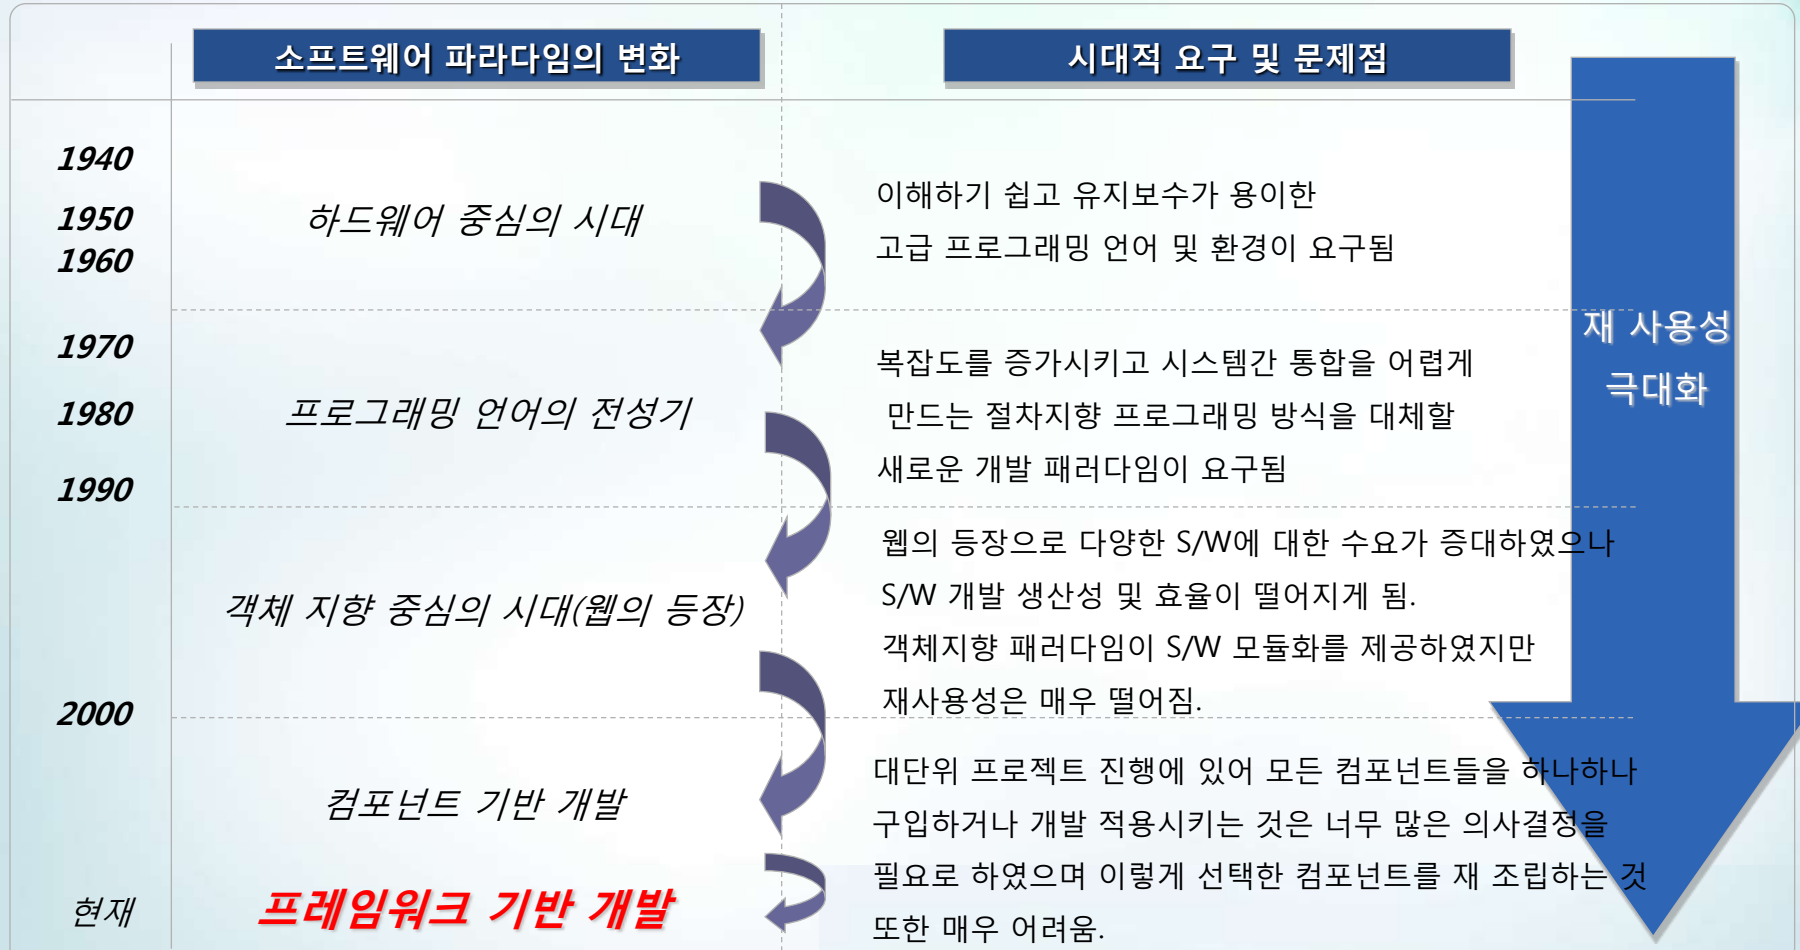 소프트웨어 파라다임의 변화
시대적 요구 및 문제점
1940
1950
1960
하드웨어 중심의 시대
이해하기 쉽고 유지보수가 용이한
고급 프로그래밍 언어 및 환경이 요구됨
1970
1980
1990
프로그래밍 언어의 전성기
복잡도를 증가시키고 시스템간 통합을 어렵게
만드는 절차지향 프로그래밍 방식을 대체할
새로운 개발 패러다임이 요구됨
재 사용성
극대화
객체 지향 중심의 시대(웹의 등장)
웹의 등장으로 다양한 S/W에 대한 수요가 증대하였으나
S/W 개발 생산성 및 효율이 떨어지게 됨.
객체지향 패러다임이 S/W 모듈화를 제공하였지만
재사용성은 매우 떨어짐.
2000
컴포넌트 기반 개발
대단위 프로젝트 진행에 있어 모든 컴포넌트들을 하나하나
구입하거나 개발 적용시키는 것은 너무 많은 의사결정을
필요로 하였으며 이렇게 선택한 컴포넌트를 재 조립하는 것
또한 매우 어려움.
현재
프레임워크 기반 개발